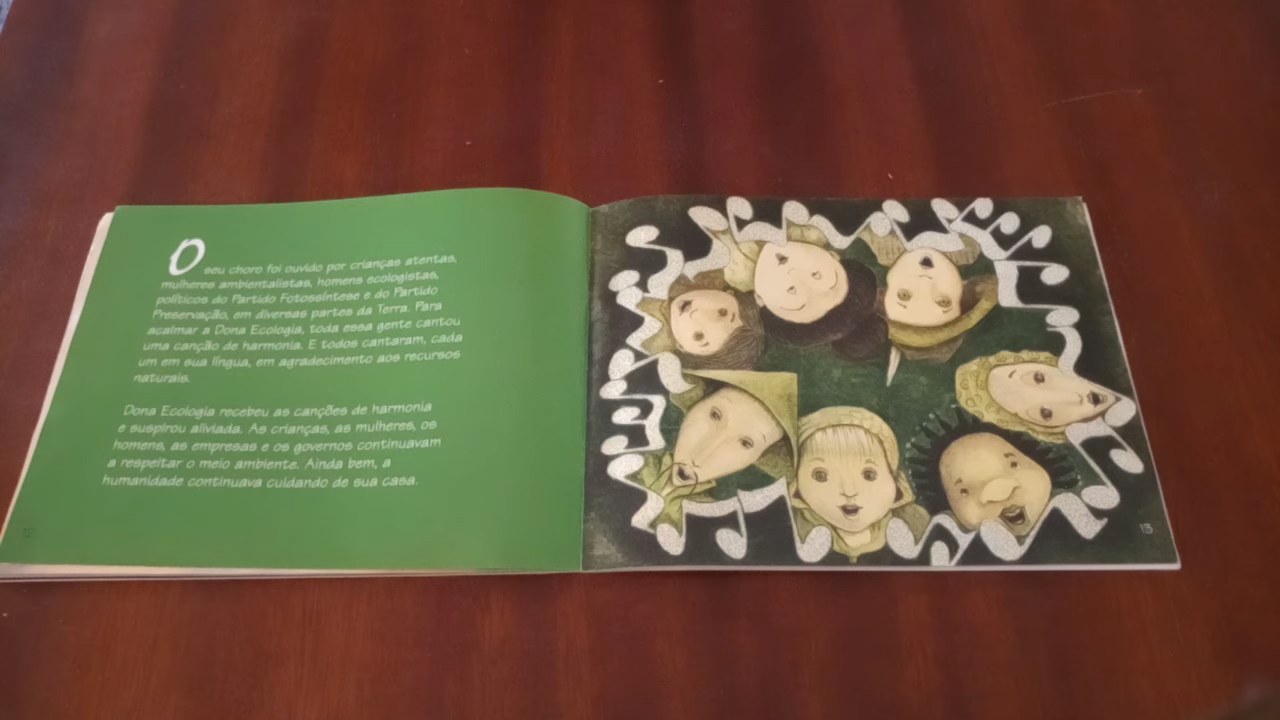 O seu choro foi ouvido por crianças atentas,
mulheres ambientalistas, homens ecologistas,
políticos do Partido Fotossíntese e do Partido
Preservação, em diversas partes da Terra. Para
acalmar a Dona Ecologia, toda essa gente cantou
uma canção de harmonia. E todos cantaram, cada
um em sua língua, em agradecimento aos recursos
naturais.
Dona Ecologia recebeu as canções de harmonia
e suspirou aliviada. As crianças, as mulheres, os
homens, as empresas e os governos continuavam
a respeitar o meio ambiente. Ainda bem, a
humanidade continuava cuidando de sua casa.
12
13